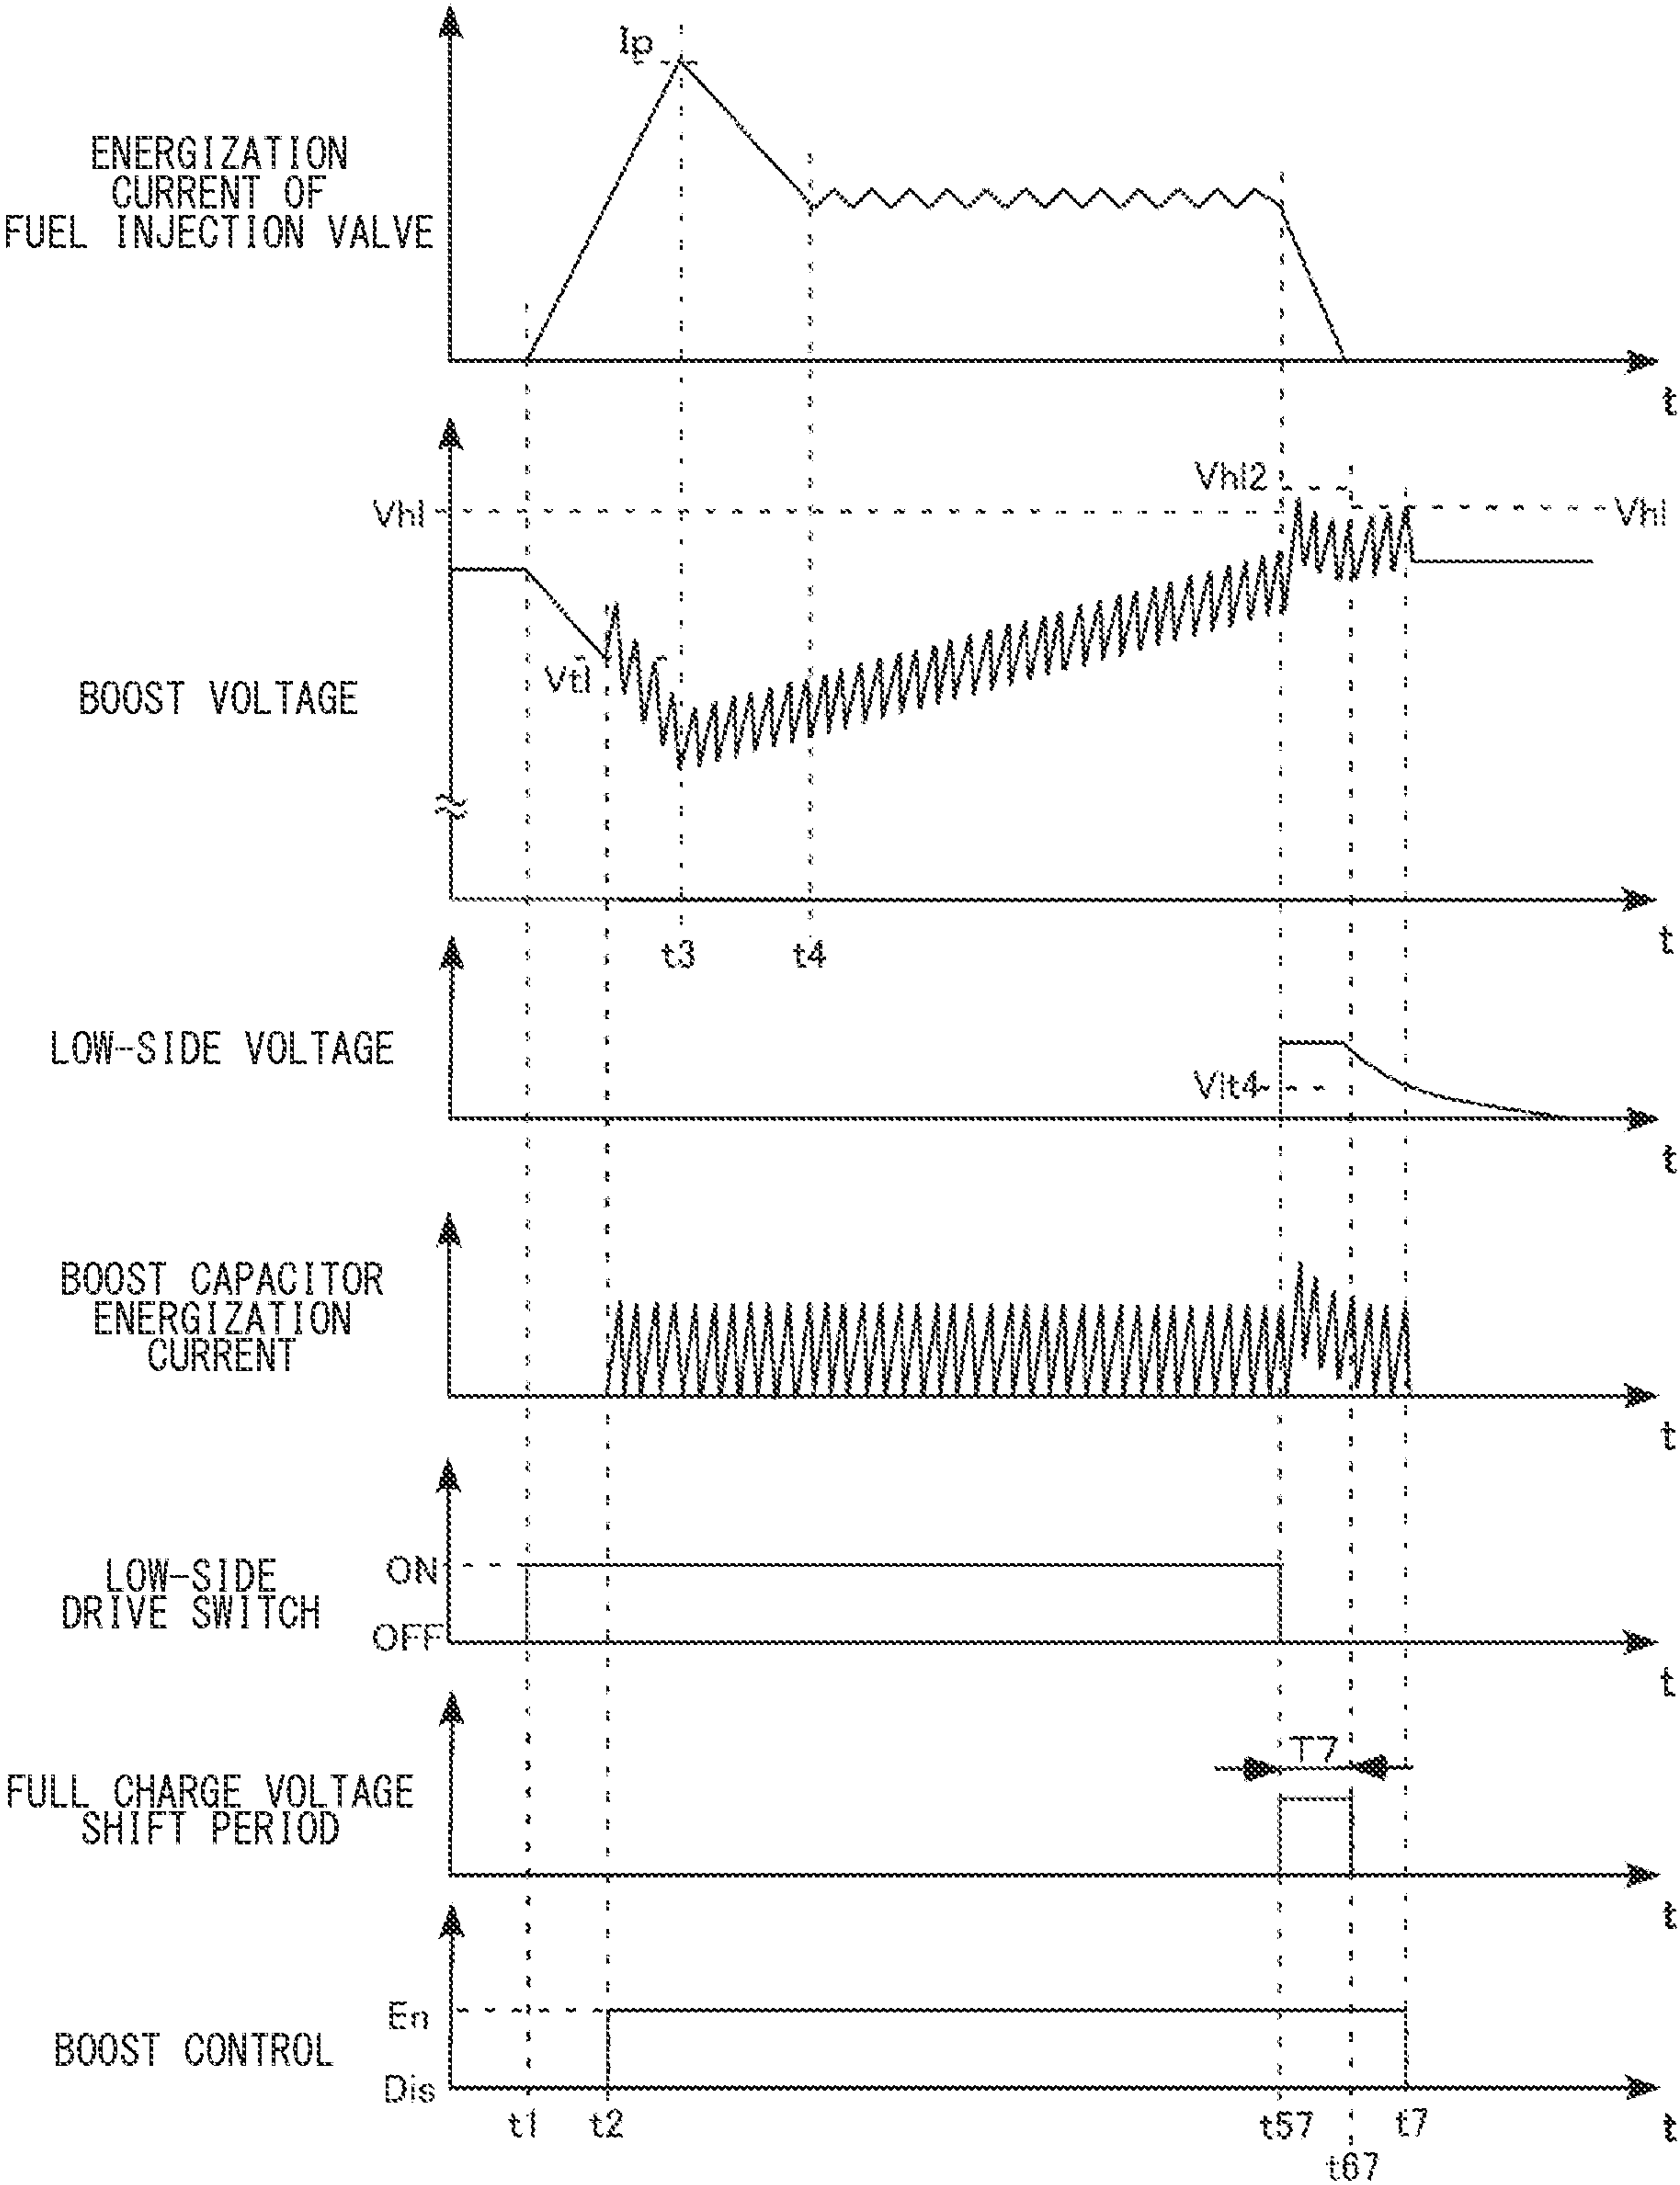 Ip
ENERGIZATION
CURRENT OF
FUEL INJECTION VALVE
t
Vhl2
Vhl
Vhl
Vtl
BOOST VOLTAGE
t3
t4
t
LOW-SIDE VOLTAGE
Vlt4
t
BOOST CAPACITOR
ENERGIZATION
CURRENT
t
ON
LOW-SIDE
DRIVE SWITCH
OFF
t
T7
FULL CHARGE VOLTAGE
SHIFT PERIOD
t
En
BOOST CONTROL
Dis
t1
t2
t57
t7
t
t67